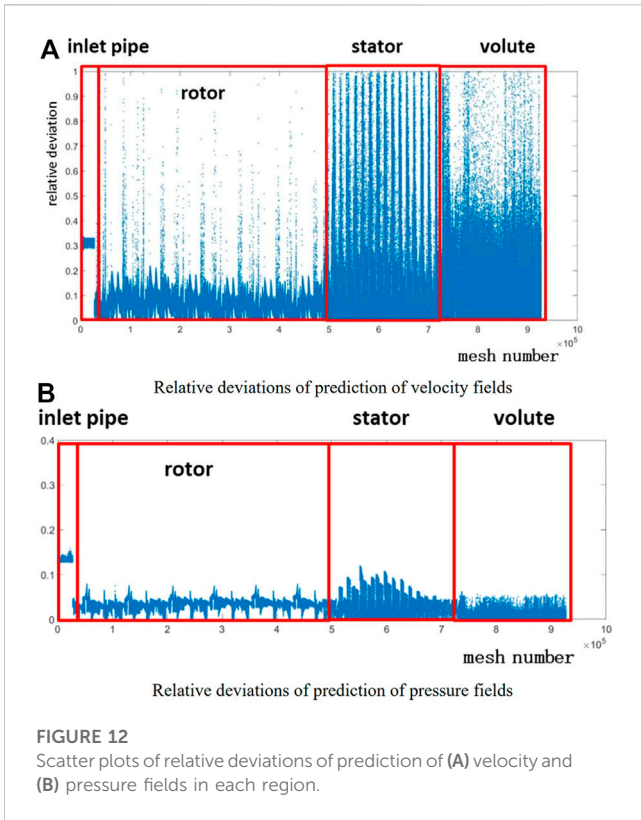 A
inlet pipe stator volute
rotor
relative deviation
1
0.9
0.8
0.7
0.6
0.5
0.4
0.3
0.2
0.1
0
0 1 2 3 4 5 6 7 8 9 10
×10⁵
mesh number
Relative deviations of prediction of velocity fields
B
inlet pipe stator volute
rotor
0.4
0.3
0.2
0.1
0
0 1 2 3 4 5 6 7 8 9 10
×10⁵
mesh number
Relative deviations of prediction of pressure fields
FIGURE 12
Scatter plots of relative deviations of prediction of (A) velocity and
(B) pressure fields in each region.